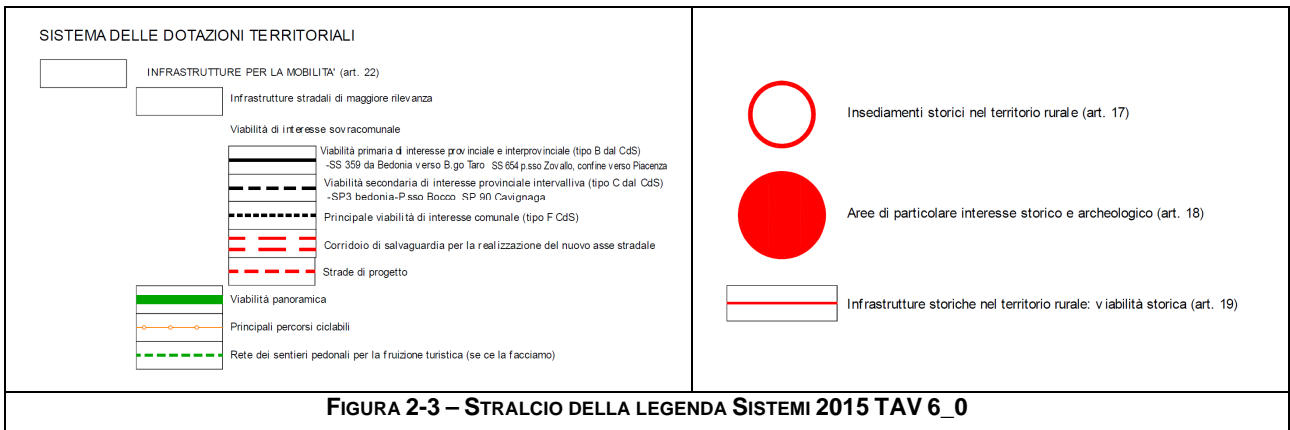 SISTEMA DELLE DOTAZIONI TERRITORIALI
INFRASTRUTTURE PER LA MOBILITA' (art. 22)
Infrastrutture stradali di maggiore rilevanza
Viabilità di interesse sovracomunale
Viabilità primaria di interesse provinciale e interprovinciale (tipo B dal CdS)
-SS 359 da Bedonia verso B.go Taro SS 654 p.sso Zovallo, confine verso Piacenza
Viabilità secondaria di interesse provinciale intervalliva (tipo C dal CdS)
-SP3 bedonia-P.sso Bocco SP 90 Cavignaga
Principale viabilità di interesse comunale (tipo F CdS)
Corridoio di salvaguardia per la realizzazione del nuovo asse stradale
Strade di progetto
Viabilità panoramica
Principali percorsi ciclabili
Rete dei sentieri pedonali per la fruizione turistica (se ce la facciamo)
Insediamenti storici nel territorio rurale (art. 17)
Aree di particolare interesse storico e archeologico (art. 18)
Infrastrutture storiche nel territorio rurale: viabilità storica (art. 19)
FIGURA 2-3 – STRALCIO DELLA LEGENDA SISTEMI 2015 TAV 6_0